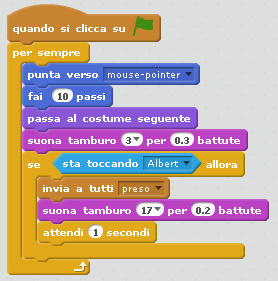 quando si clicca su
per sempre
punta verso mouse-pointer
fai 10 passi
passa al costume seguente
suona tamburo 3 per 0.3 battute
se sta toccando Albert allora
invia a tutti preso
suona tamburo 17 per 0.2 battute
attendi 1 secondi